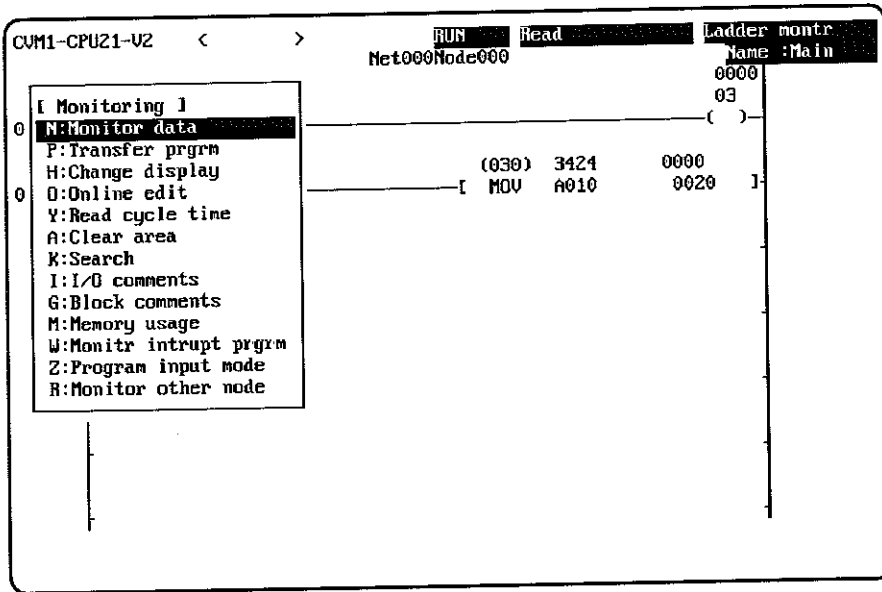 CVM1-CPU21-V2 < > RUN Read Ladder montr
Net000Node000 Name :Main
0000
03
[ Monitoring ]
0 N:Monitor data ( )
P:Transfer prgrm
(030) 3424 0000
H:Change display
0 O:Online edit [ MOV A010 0020 ]
Y:Read cycle time
A:Clear area
K:Search
I:I/O comments
G:Block comments
M:Memory usage
W:Monitr intrupt prgrm
Z:Program input mode
R:Monitor other node